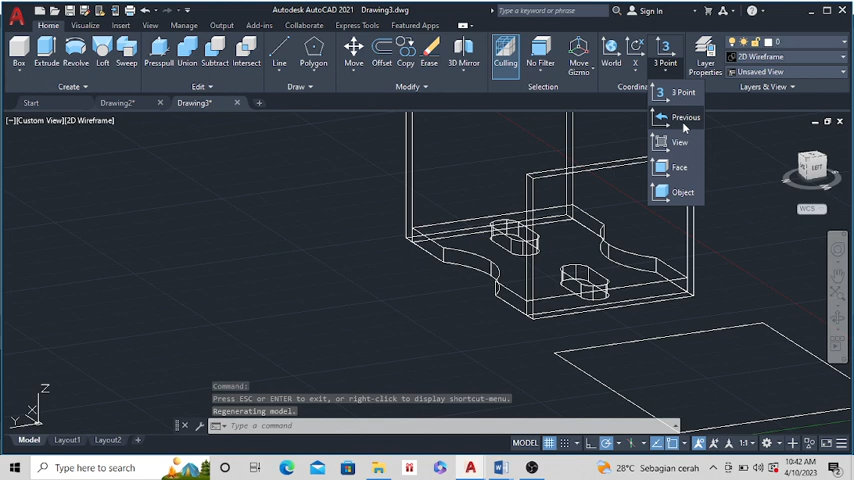 Autodesk AutoCAD 2021 Drawing3.dwg
Type a keyword or phrase
Sign In
Home Insert Annotate View Manage Output Add-ins Collaborate Express Tools Featured Apps
Box Extrude Revolve Loft Sweep Presspull Union Subtract Intersect Line Polygon Move Offset Copy Erase 3D Mirror Culling No Filter Move Gizmo World X 3 Point Layer Properties
0
2D Wireframe
Unsaved View
Create Edit Draw Modify Selection Coordina Layers & View
Start Drawing2* Drawing3*
[−][Custom View][2D Wireframe]
3 Point
Previous
View
Face
Object
LEFT
WCS
Z
X
Y
Command:
Press ESC or ENTER to exit, or right-click to display shortcut-menu.
Regenerating model.
Type a command
Model Layout1 Layout2 +
MODEL 1:1
Type here to search
28°C Sebagian cerah
10:42 AM
4/10/2023
2